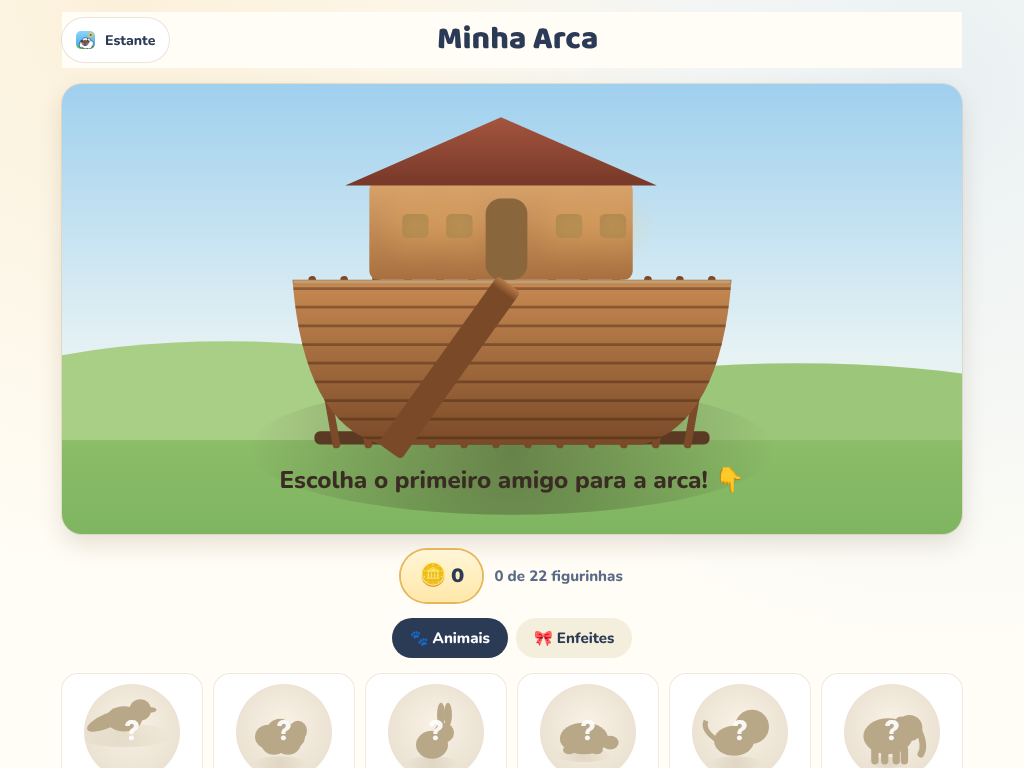 Estante
Minha Arca
Escolha o primeiro amigo para a arca! 👇
🪙 0
0 de 22 figurinhas
🐾 Animais
🎀 Enfeites
? ? ? ? ? ?